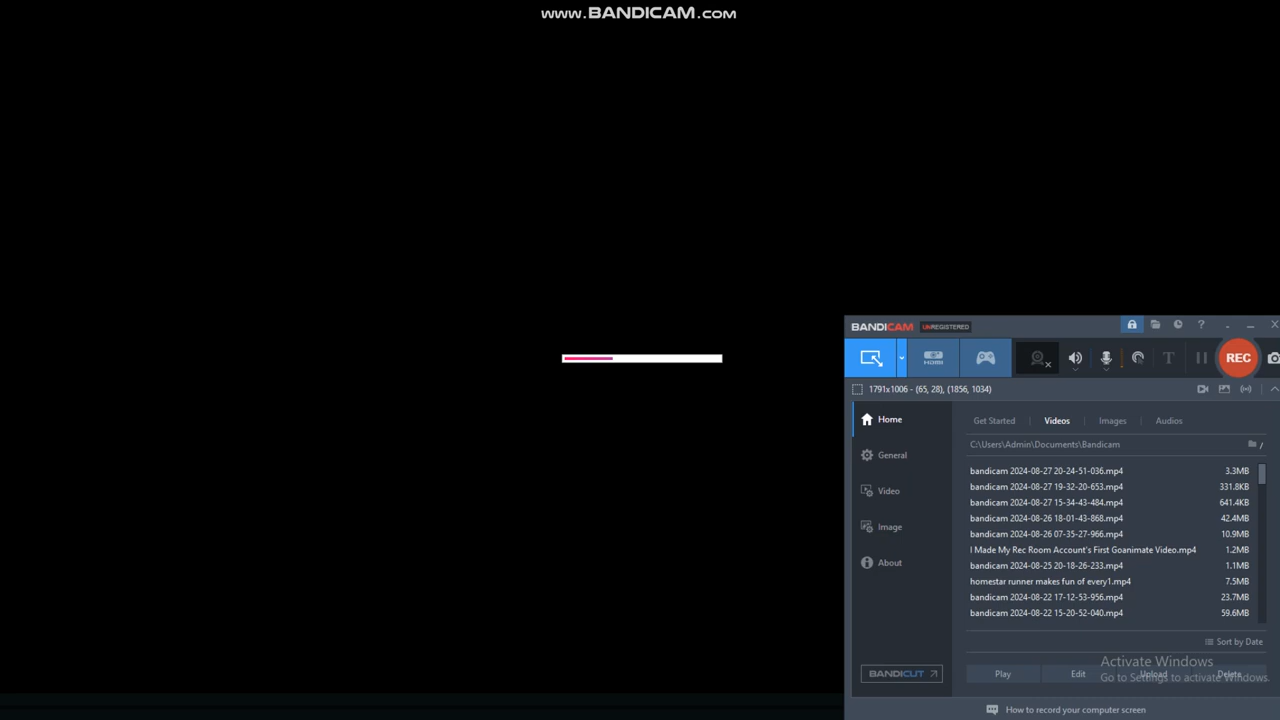 www.BANDICAM.com
BANDICAM UNREGISTERED
HDMI
REC
1791x1006 - (65, 28), (1856, 1034)
Home
General
Video
Image
About
Get Started Videos Images Audios
C:\Users\Admin\Documents\Bandicam
bandicam 2024-08-27 20-24-51-036.mp4 3.3MB
bandicam 2024-08-27 19-32-20-653.mp4 331.8KB
bandicam 2024-08-27 15-34-43-484.mp4 641.4KB
bandicam 2024-08-26 18-01-43-868.mp4 42.4MB
bandicam 2024-08-26 07-35-27-966.mp4 10.9MB
I Made My Rec Room Account's First Goanimate Video.mp4 1.2MB
bandicam 2024-08-25 20-18-26-233.mp4 1.1MB
homestar runner makes fun of every1.mp4 7.5MB
bandicam 2024-08-22 17-12-53-956.mp4 23.7MB
bandicam 2024-08-22 15-20-52-040.mp4 59.6MB
Sort by Date
BANDICUT
Play Edit Upload Delete
Activate Windows
Go to Settings to activate Windows.
How to record your computer screen